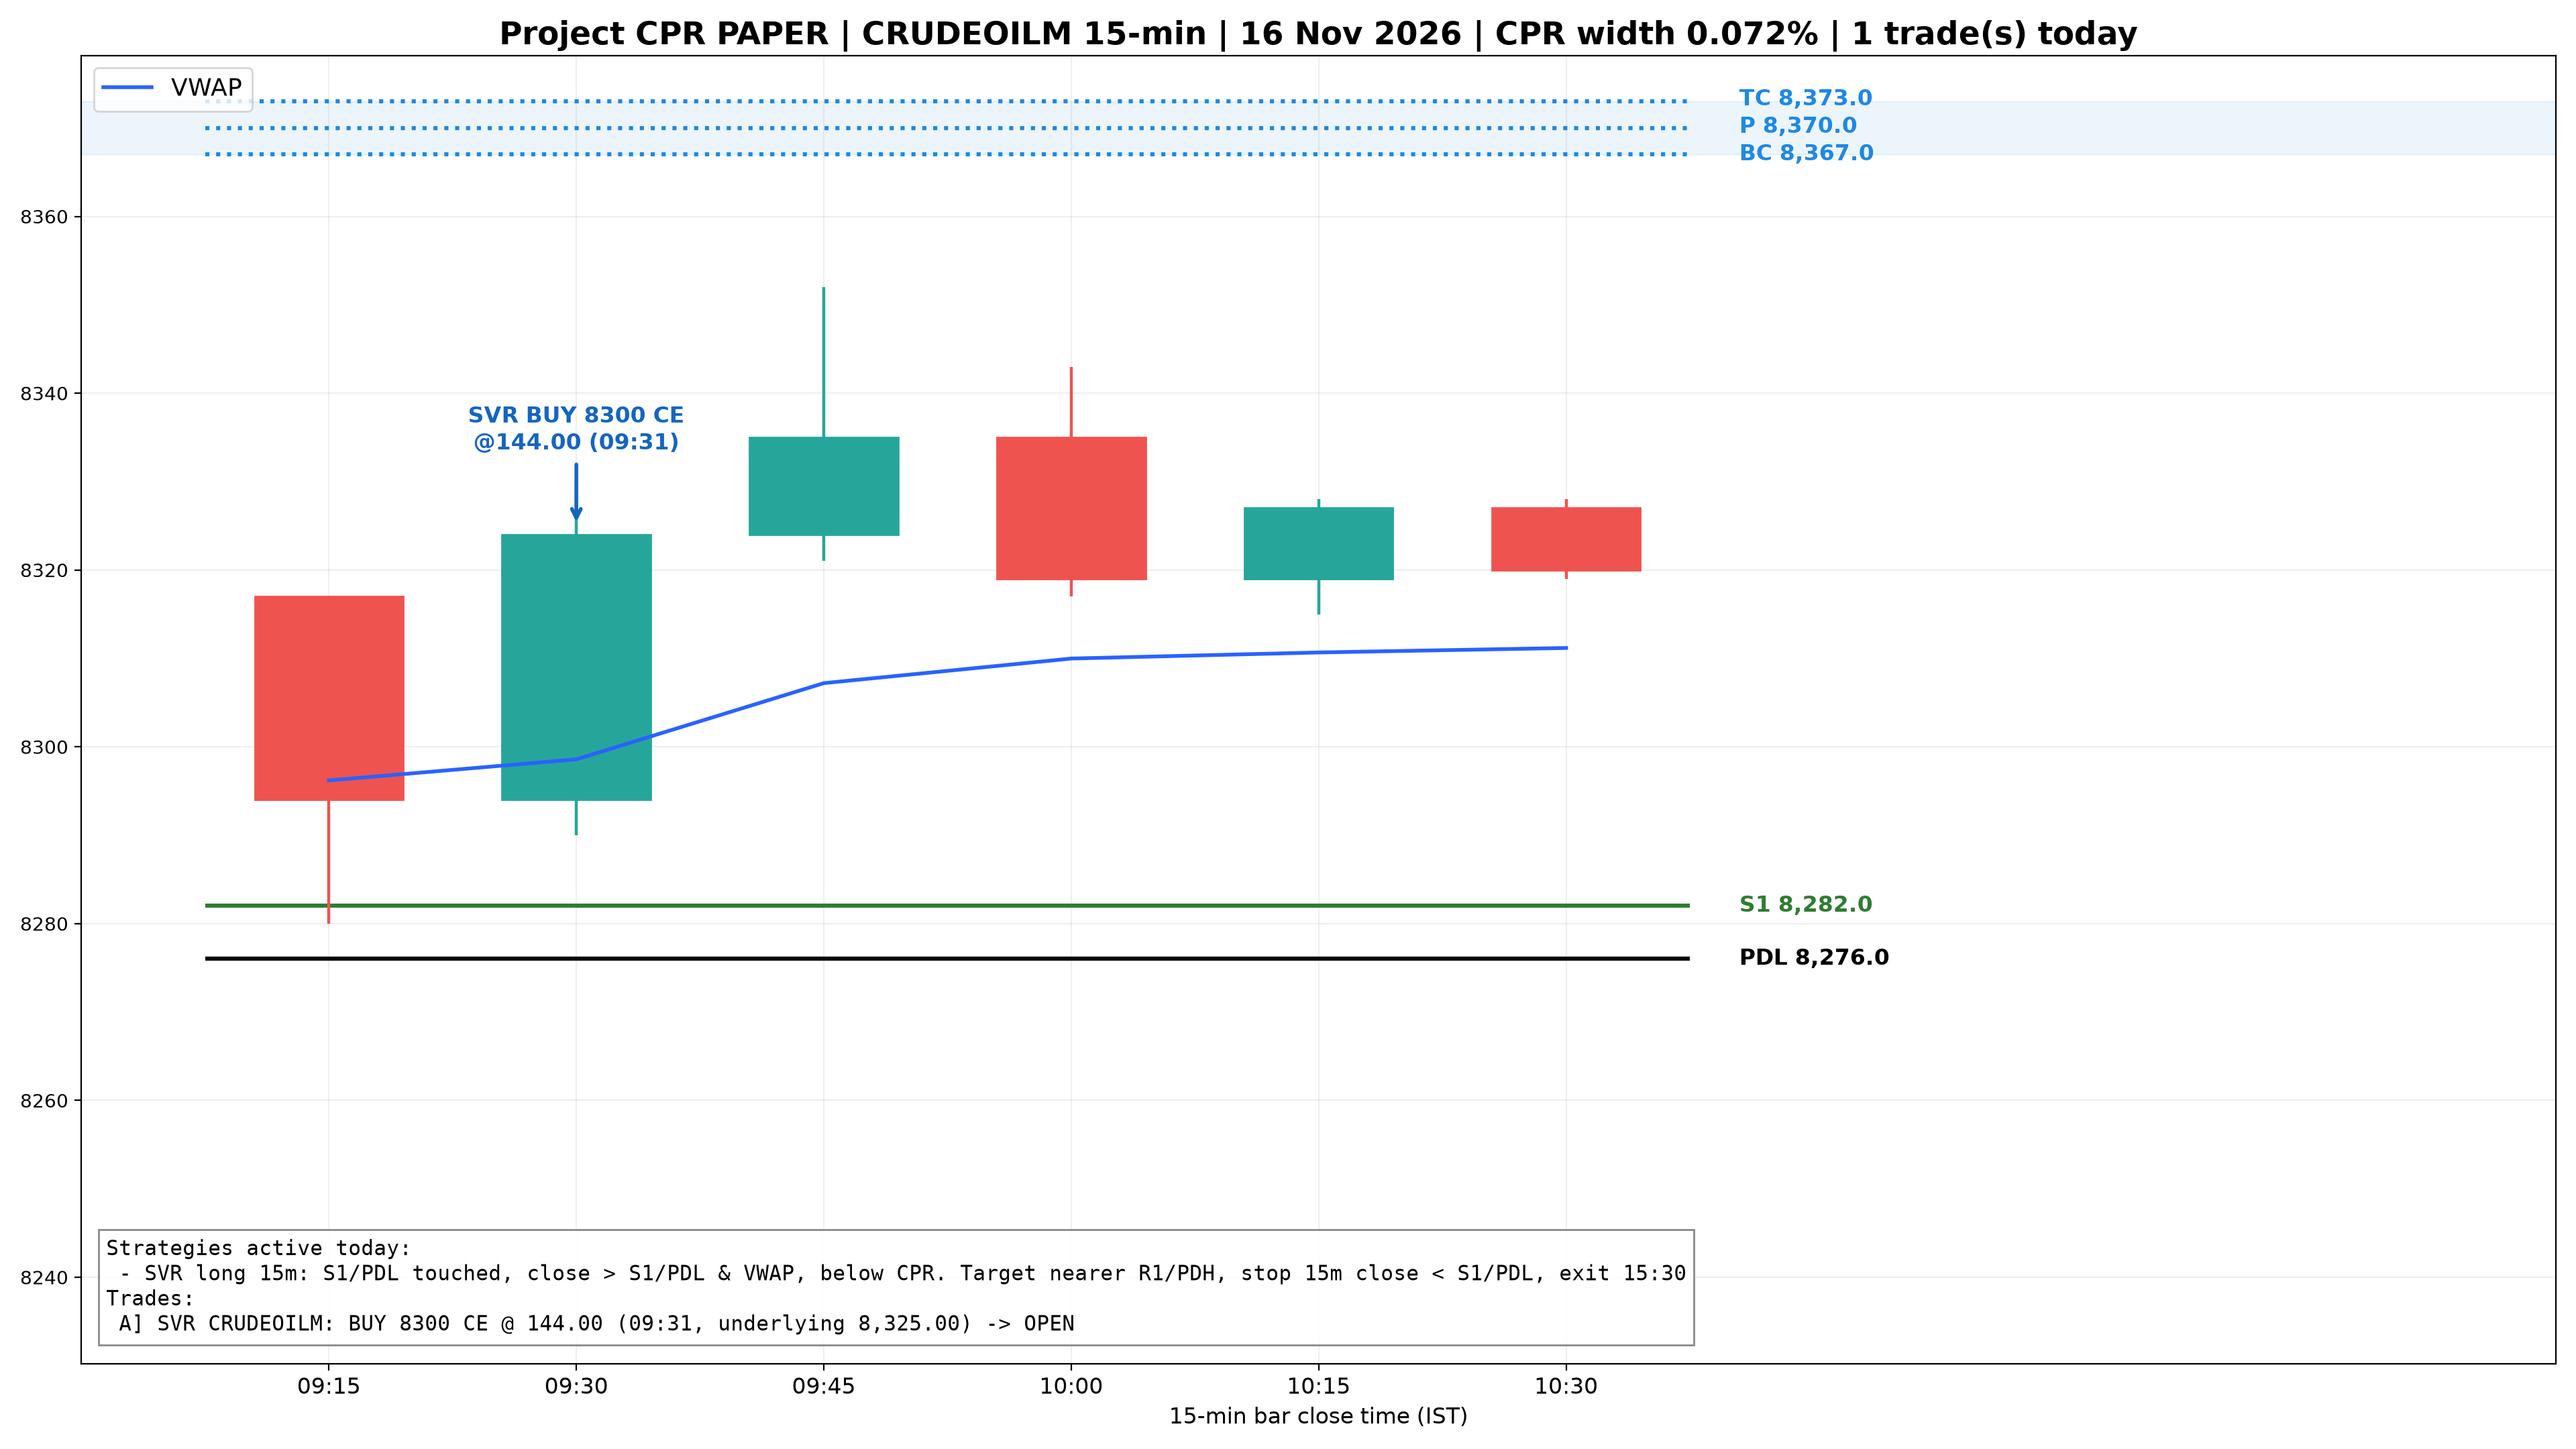 Project CPR PAPER | CRUDEOILM 15-min | 16 Nov 2026 | CPR width 0.072% | 1 trade(s) today
VWAP
TC 8,373.0
P 8,370.0
BC 8,367.0
8360
8340
SVR BUY 8300 CE
@144.00 (09:31)
8320
8300
S1 8,282.0
8280
PDL 8,276.0
8260
8240
Strategies active today:
- SVR long 15m: S1/PDL touched, close > S1/PDL & VWAP, below CPR. Target nearer R1/PDH, stop 15m close < S1/PDL, exit 15:30
Trades:
A] SVR CRUDEOILM: BUY 8300 CE @ 144.00 (09:31, underlying 8,325.00) -> OPEN
09:15 09:30 09:45 10:00 10:15 10:30
15-min bar close time (IST)